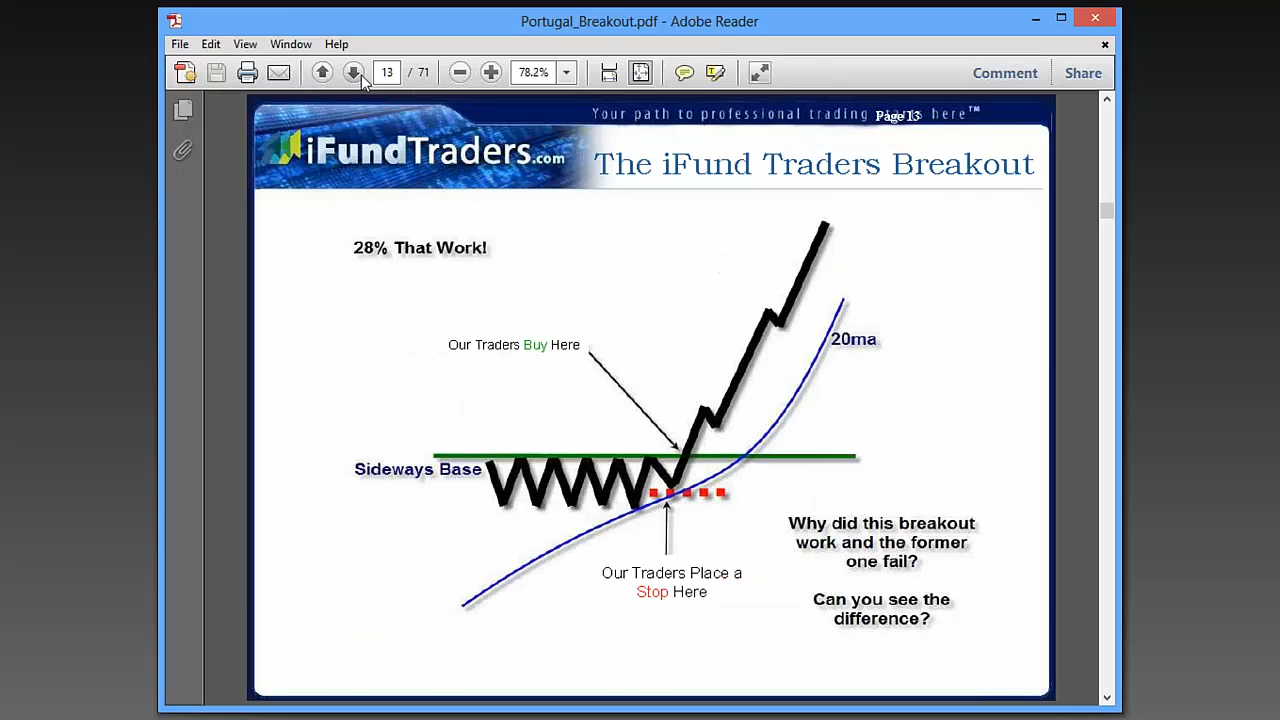 Portugal_Breakout.pdf - Adobe Reader
File Edit View Window Help
13 / 71 78.2% Comment Share
Your path to professional trading here™
Page 13
iFundTraders.com
The iFund Traders Breakout
28% That Work!
Our Traders Buy Here
20ma
Sideways Base
Why did this breakout
work and the former
one fail?
Our Traders Place a
Stop Here
Can you see the
difference?